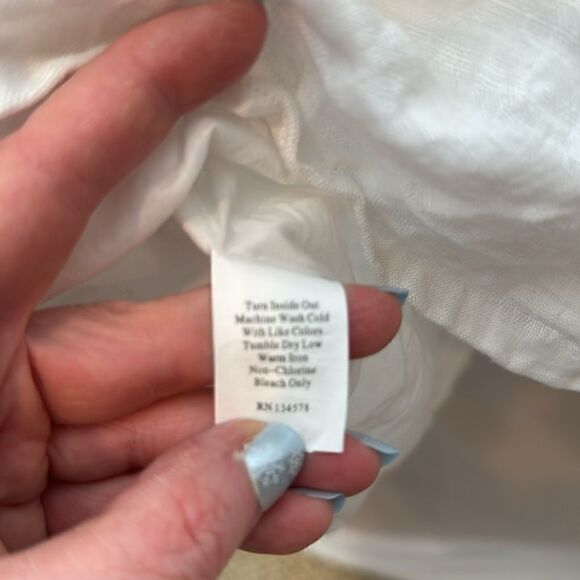 Turn Inside Out
Machine Wash Cold
With Like Colors
Tumble Dry Low
Warm Iron
Non-Chlorine
Bleach Only
RN 134578